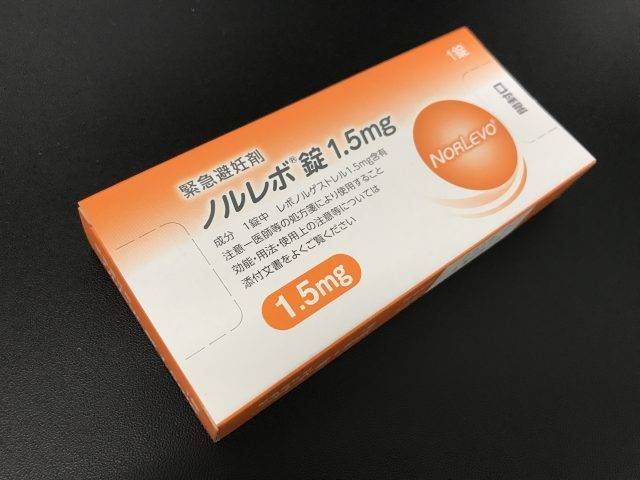 1錠
開封口
NORLEVO®
緊急避妊剤
ノルレボ®錠1.5mg
成分 1錠中 レボノルゲストレル1.5mg含有
注意ー医師等の処方箋により使用すること
効能・用法・使用上の注意等については
添付文書をよくご覧ください
1.5mg